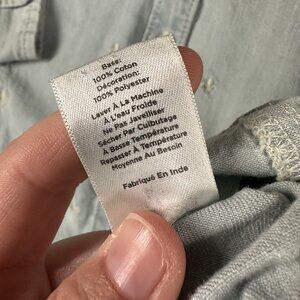 Base:
100% Coton
Décoration:
100% Polyester
Laver À La Machine
À L'eau Froide
Ne Pas Javelliser
Sécher Par Culbutage
À Basse Température
Repasser À Température
Moyenne Au Besoin
Fabriqué En Inde